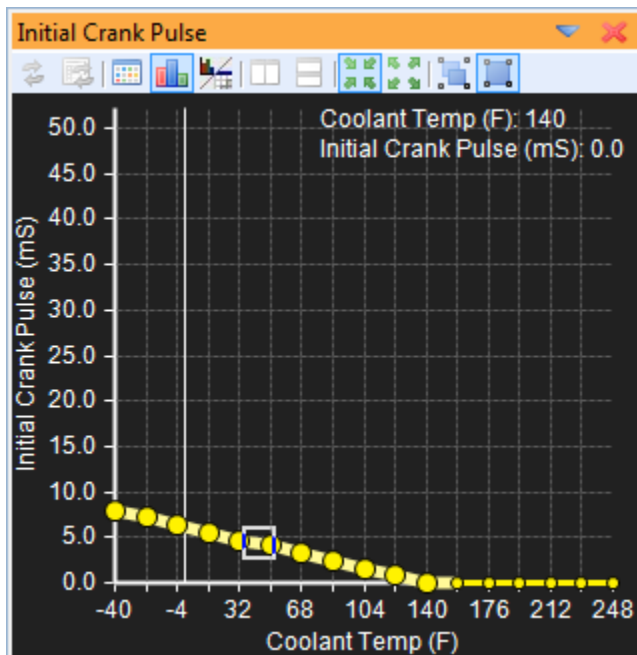 Initial Crank Pulse
Coolant Temp (F): 140
Initial Crank Pulse (mS): 0.0
50.0
45.0
40.0
35.0
30.0
25.0
20.0
15.0
10.0
5.0
0.0
Initial Crank Pulse (mS)
-40 -4 32 68 104 140 176 212 248
Coolant Temp (F)